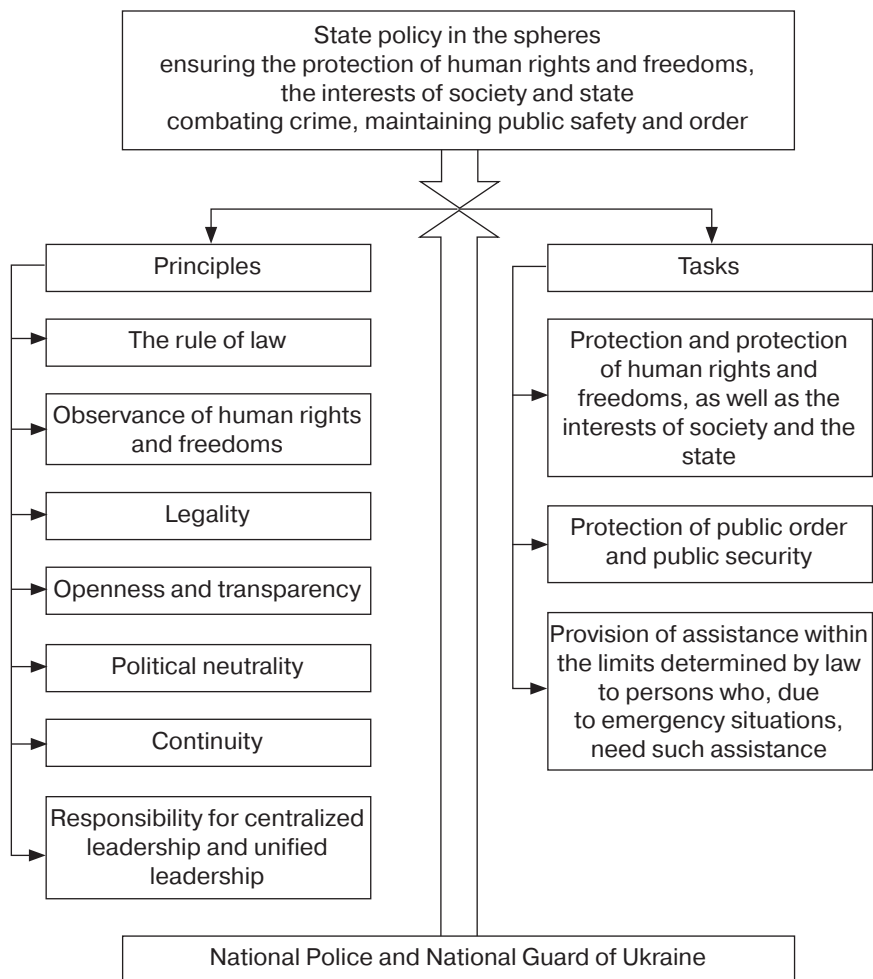 State policy in the spheres
ensuring the protection of human rights and freedoms,
the interests of society and state
combating crime, maintaining public safety and order
Principles
The rule of law
Observance of human rights
and freedoms
Legality
Openness and transparency
Political neutrality
Continuity
Responsibility for centralized
leadership and unified
leadership
Tasks
Protection and protection
of human rights and
freedoms, as well as the
interests of society and the
state
Protection of public order
and public security
Provision of assistance within
the limits determined by law
to persons who, due
to emergency situations,
need such assistance
National Police and National Guard of Ukraine